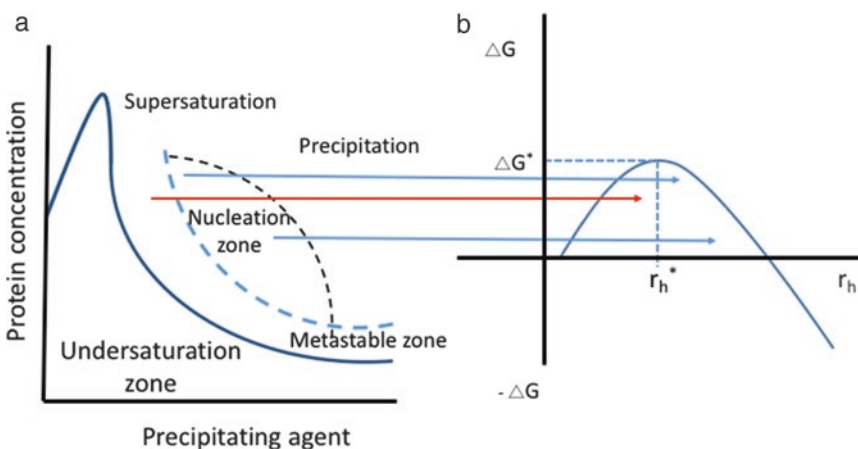 a
Protein concentration
Supersaturation
Precipitation
Nucleation
zone
Metastable zone
Undersaturation
zone
Precipitating agent
b
△G
△G*
rh*
rh
- △G